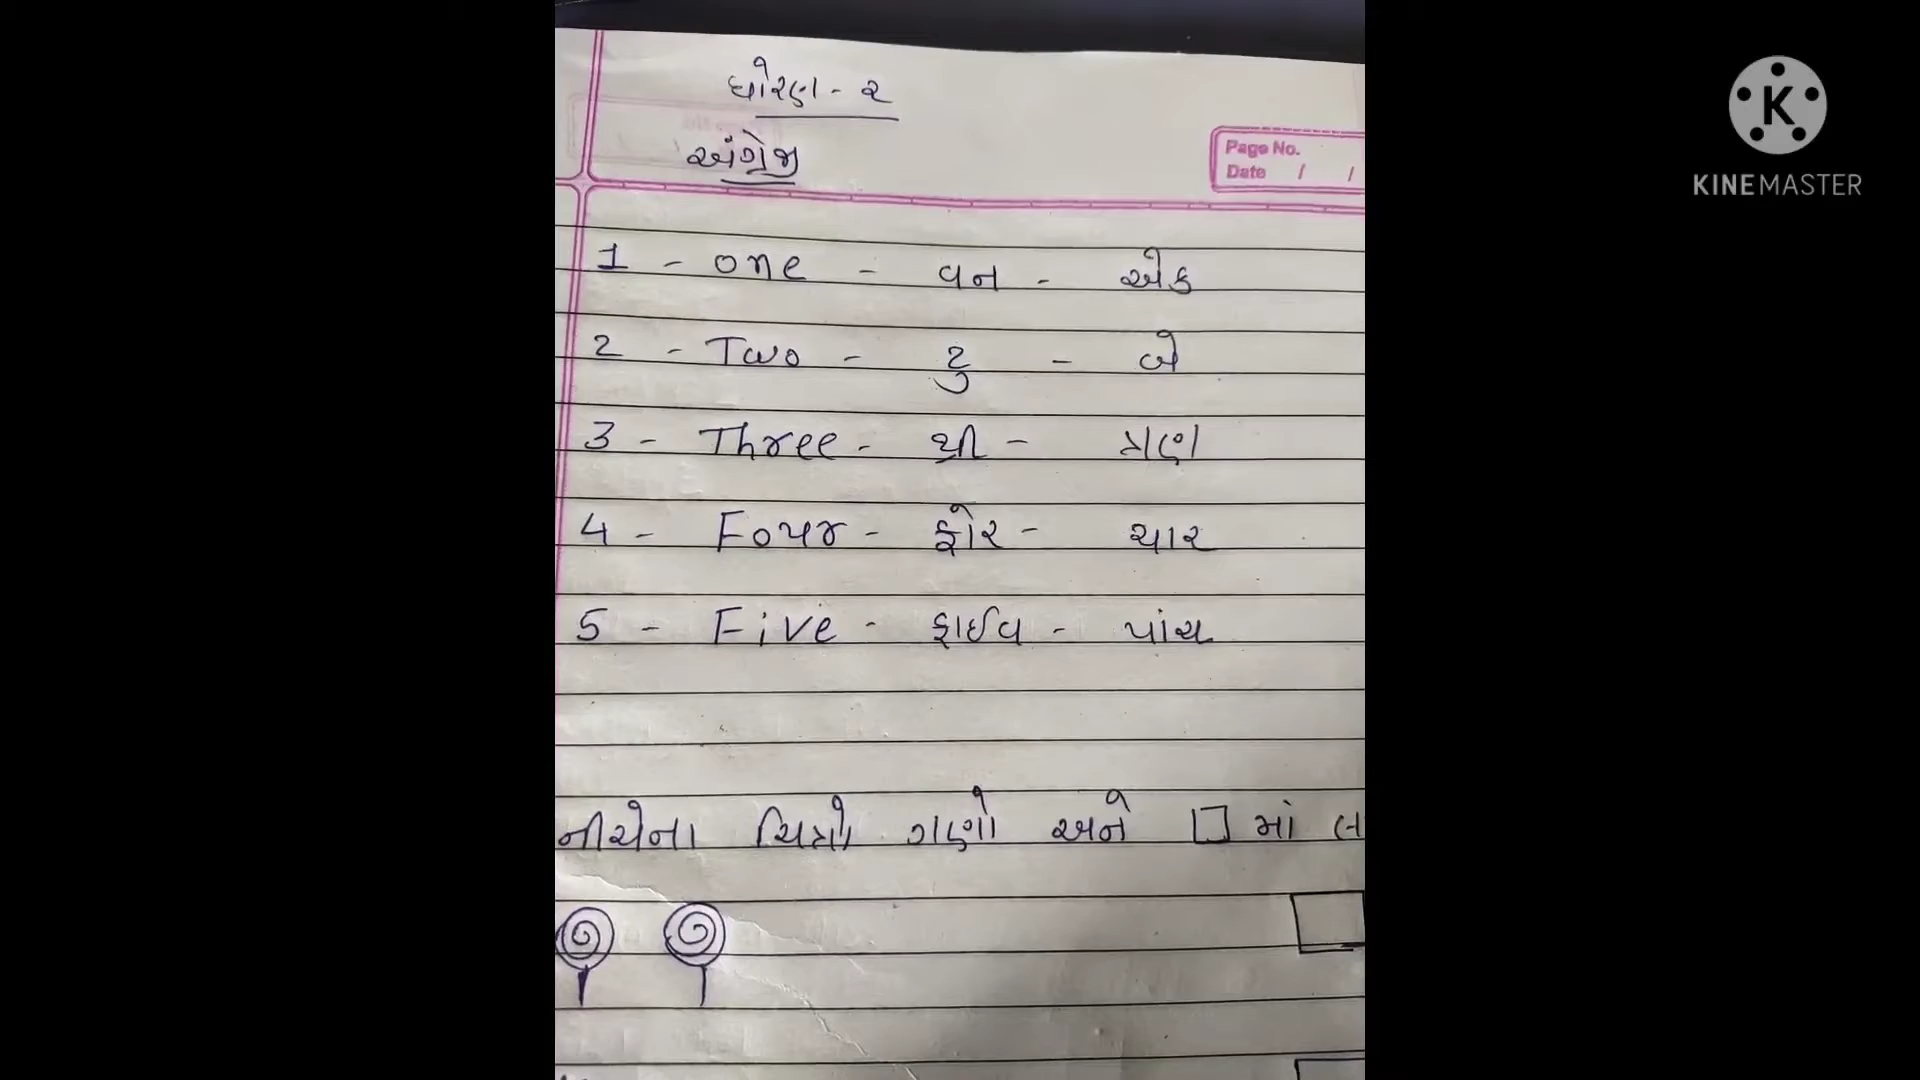 ધોરણ - ૨
અંગ્રેજી
Page No.
Date / /
KINEMASTER
1 - one - વન - એક
2 - Two - ટુ - બે
3 - Three - થ્રી - ત્રણ
4 - Four - ફોર - ચાર
5 - Five - ફાઈવ - પાંચ
નીચેના ચિત્રો ગણો અને □ માં